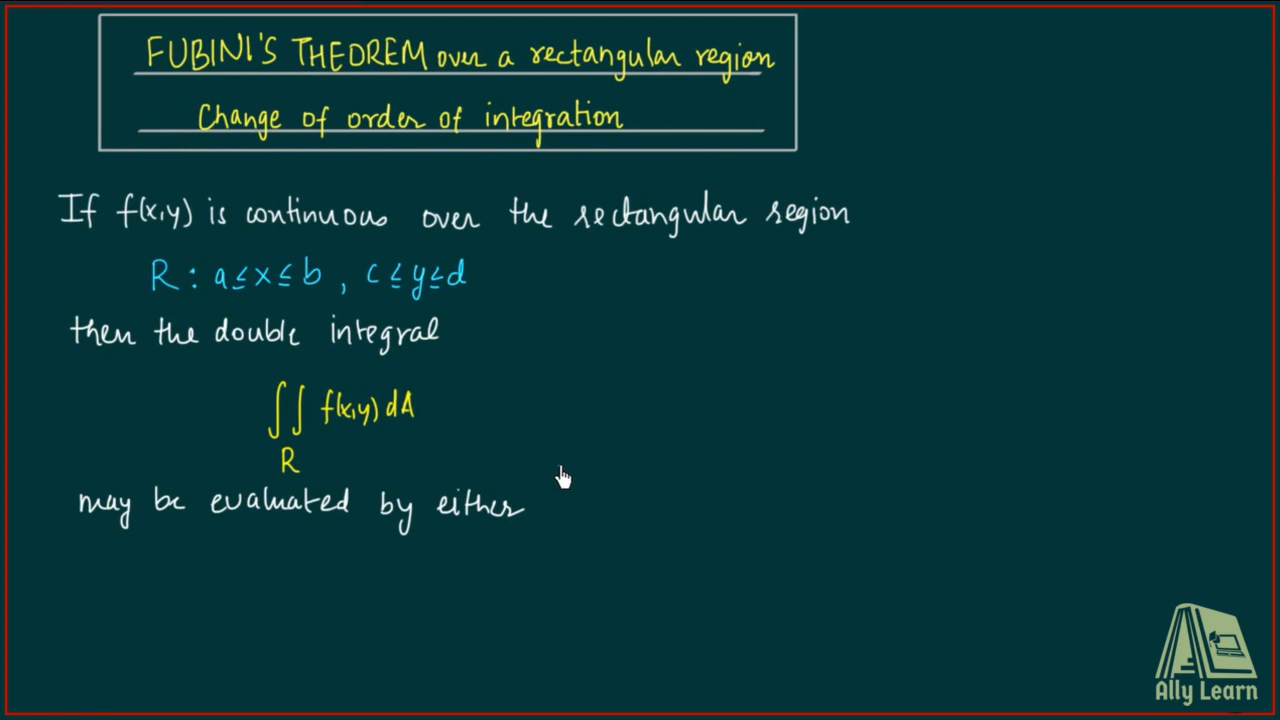 FUBINI'S THEOREM over a rectangular region
Change of order of integration
If f(x,y) is continuous over the rectangular region
R : a ≤ x ≤ b , c ≤ y ≤ d
then the double integral
∫∫ f(x,y) dA
R
may be evaluated by either
Ally Learn